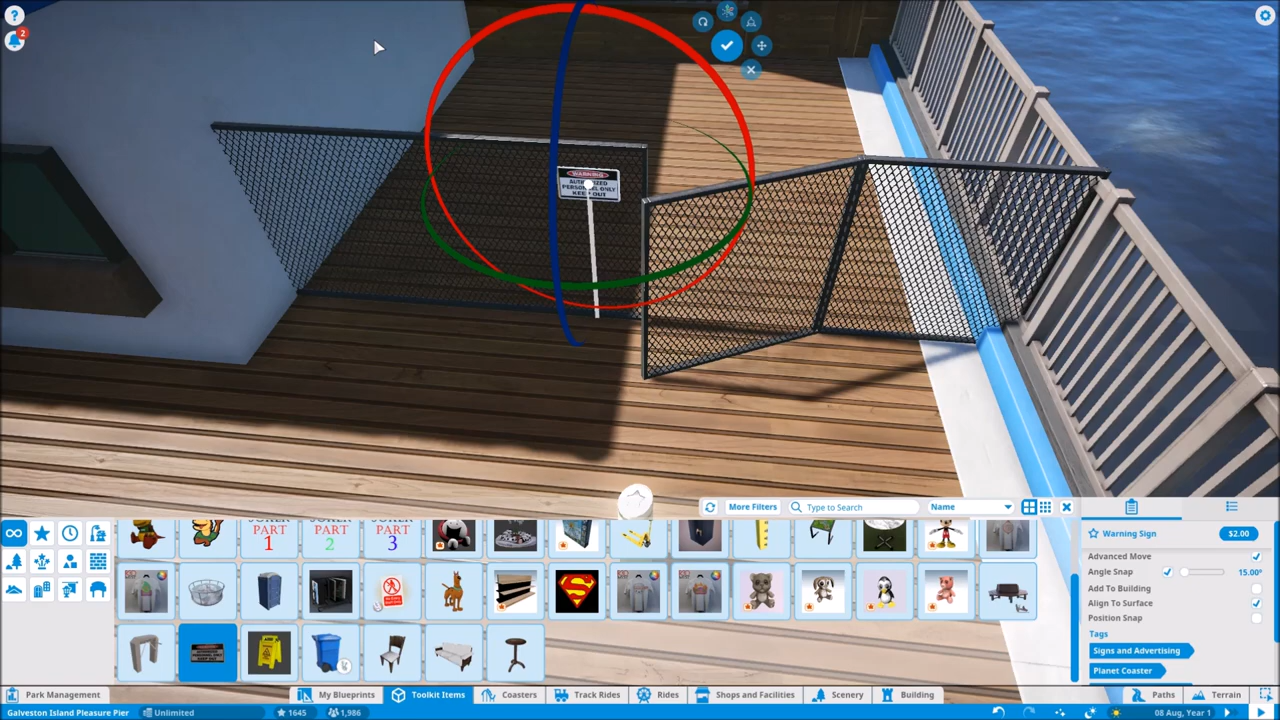 ?
2
WARNING
AUTHORIZED
PERSONNEL ONLY
KEEP OUT
More Filters
Type to Search
Name
PART
1
PART
2
PART
3
Warning Sign
$2.00
Advanced Move
Angle Snap
15.00°
Add To Building
Align To Surface
Position Snap
Tags
Signs and Advertising
Planet Coaster
Park Management
My Blueprints
Toolkit Items
Coasters
Track Rides
Rides
Shops and Facilities
Scenery
Building
Paths
Terrain
Galveston Island Pleasure Pier
Unlimited
1645
1,986
08 Aug, Year 1